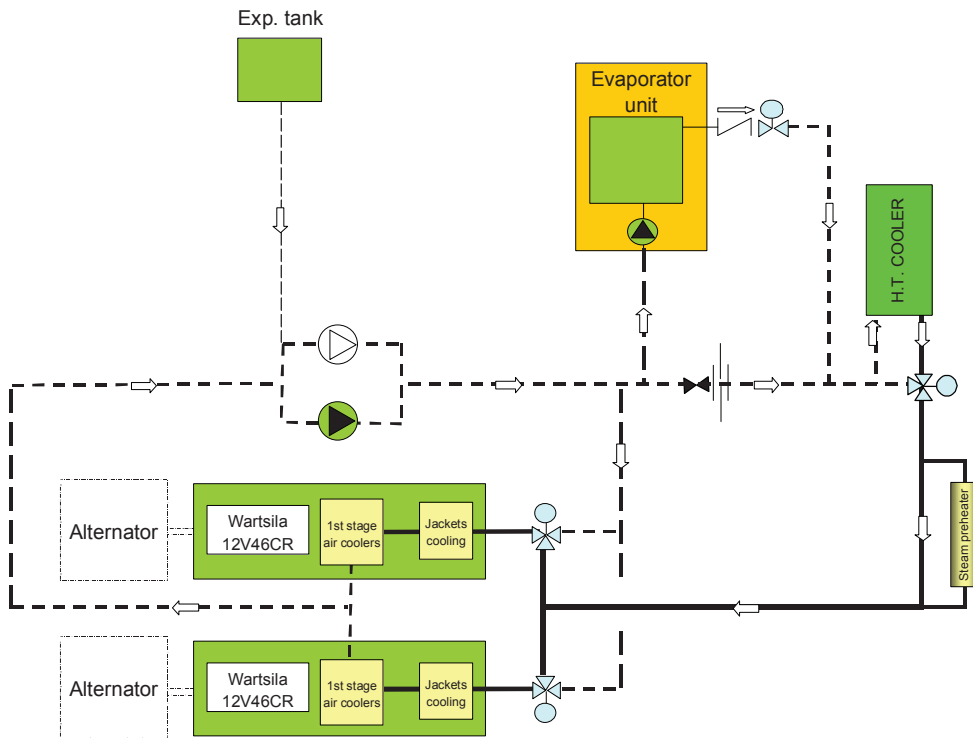 Exp. tank
Evaporator
unit
H.T. COOLER
Alternator
Wartsila
12V46CR
1st stage
air coolers
Jackets
cooling
Steam preheater
Alternator
Wartsila
12V46CR
1st stage
air coolers
Jackets
cooling